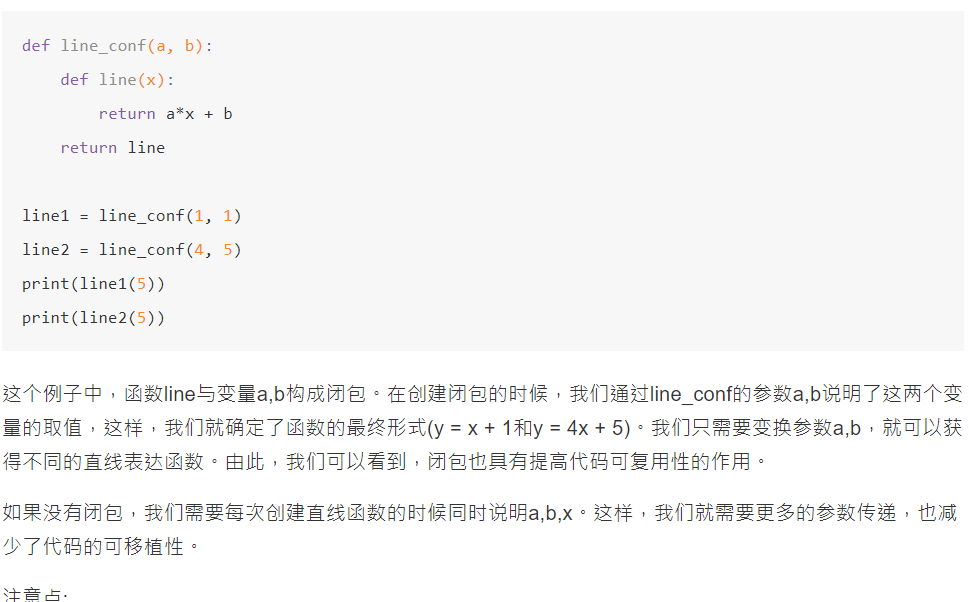 def line_conf(a, b):
    def line(x):
        return a*x + b
    return line

line1 = line_conf(1, 1)
line2 = line_conf(4, 5)
print(line1(5))
print(line2(5))
这个例子中，函数line与变量a,b构成闭包。在创建闭包的时候，我们通过line_conf的参数a,b说明了这两个变
量的取值，这样，我们就确定了函数的最终形式(y = x + 1和y = 4x + 5)。我们只需要变换参数a,b，就可以获
得不同的直线表达函数。由此，我们可以看到，闭包也具有提高代码可复用性的作用。
如果没有闭包，我们需要每次创建直线函数的时候同时说明a,b,x。这样，我们就需要更多的参数传递，也减
少了代码的可移植性。
注意点: